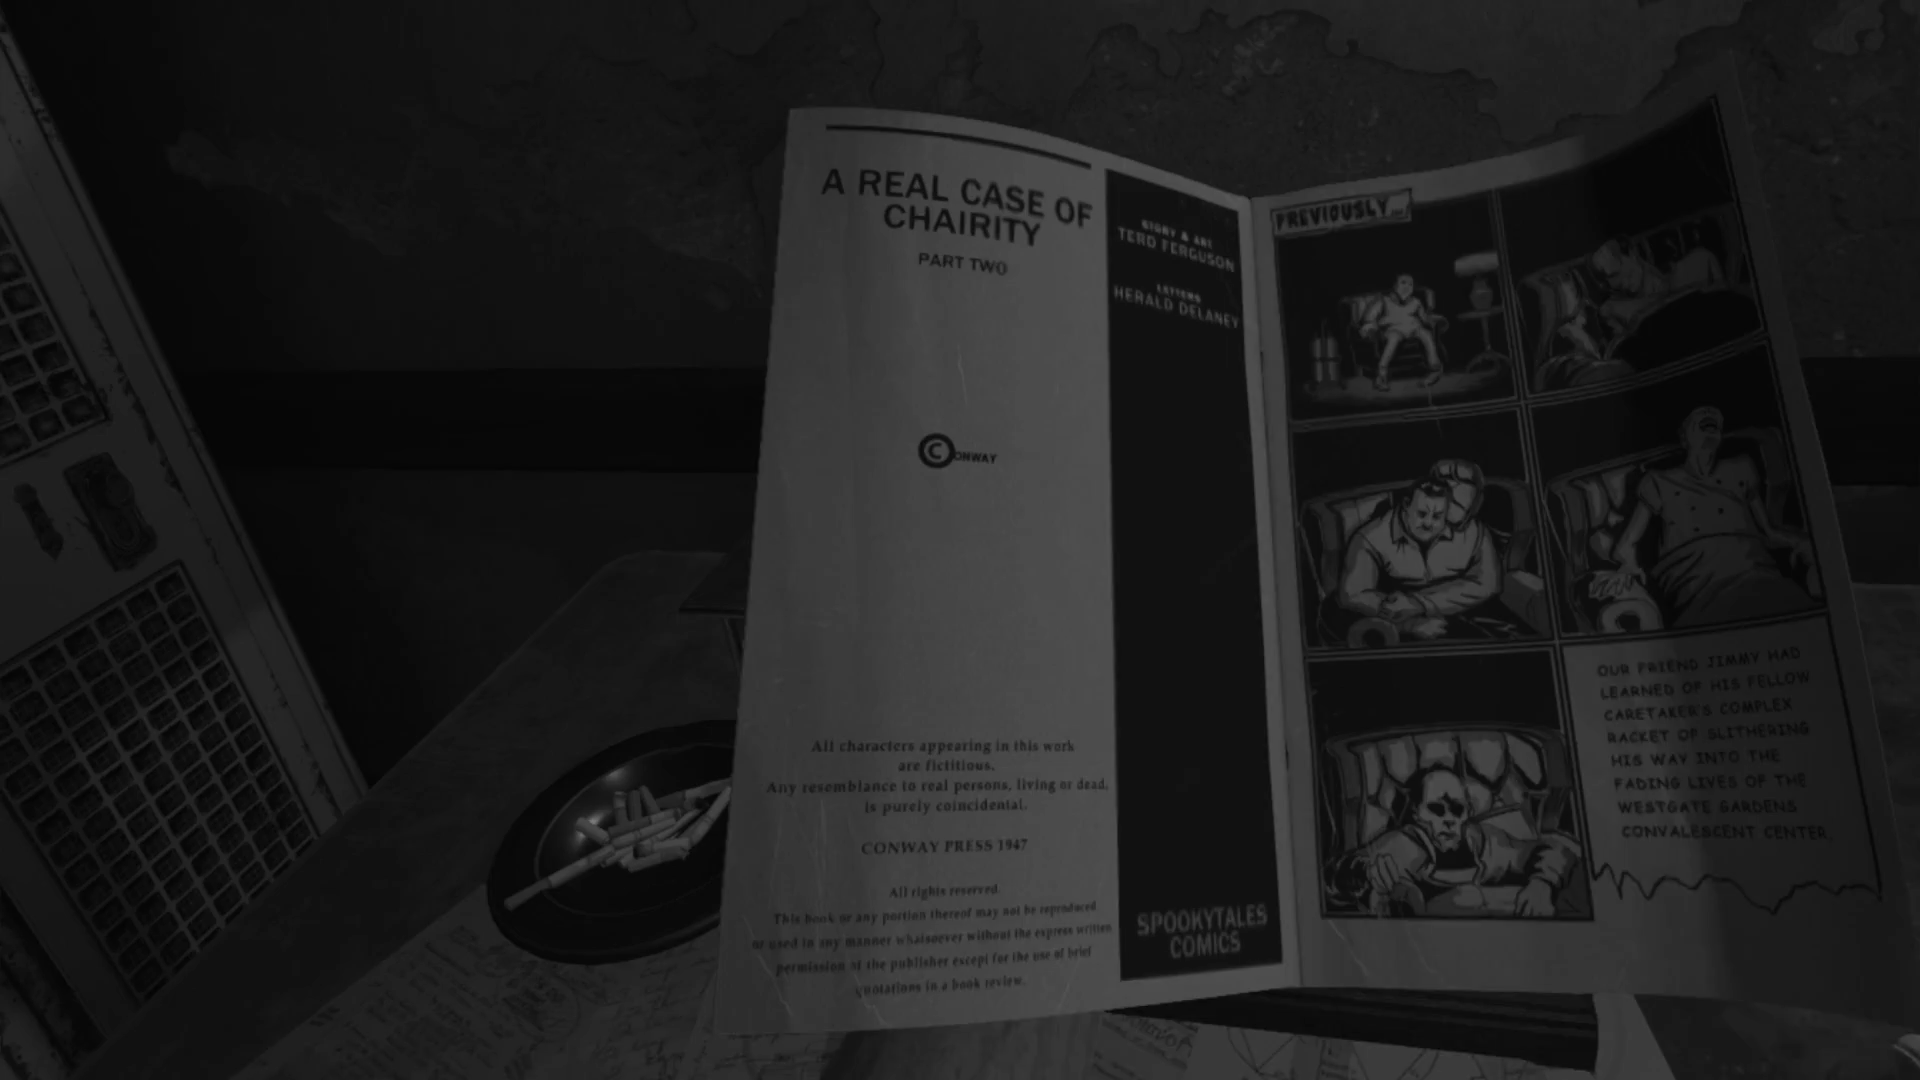 A REAL CASE OF
CHAIRITY
PART TWO
CONWAY
All characters appearing in this work
are fictitious.
Any resemblance to real persons, living or dead,
is purely coincidental.
CONWAY PRESS 1947
All rights reserved.
This book or any portion thereof may not be reproduced
or used in any manner whatsoever without the express written
permission of the publisher except for the use of brief
quotations in a book review.
STORY & ART
TERD FERGUSON
LETTERS
HERALD DELANEY
SPOOKYTALES
COMICS
PREVIOUSLY...
OUR FRIEND JIMMY HAD
LEARNED OF HIS FELLOW
CARETAKER'S COMPLEX
RACKET OF SLITHERING
HIS WAY INTO THE
FADING LIVES OF THE
WESTGATE GARDENS
CONVALESCENT CENTER